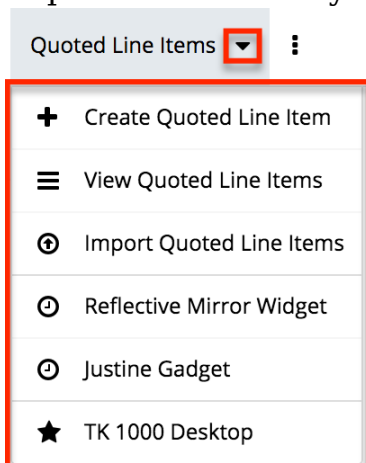 Quoted Line Items
Create Quoted Line Item
View Quoted Line Items
Import Quoted Line Items
Reflective Mirror Widget
Justine Gadget
TK 1000 Desktop